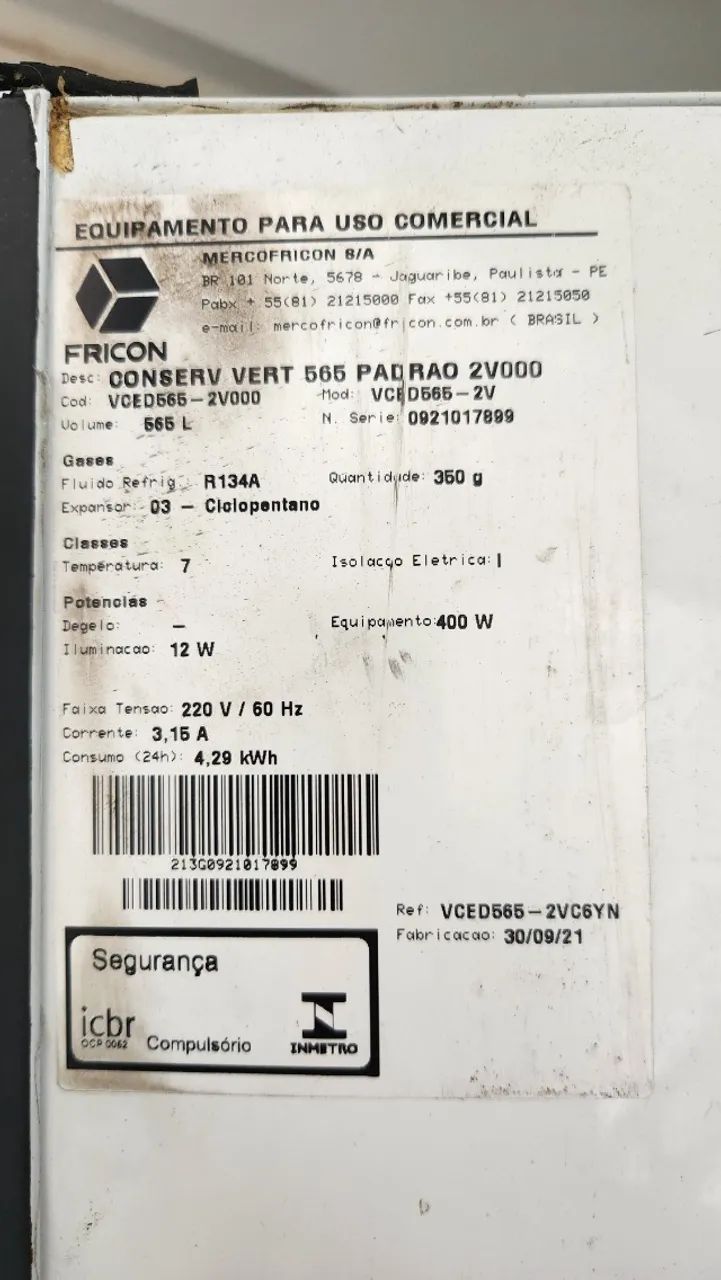 EQUIPAMENTO PARA USO COMERCIAL
MERCOFRICON S/A
BR 101 Norte, 5678 - Jaguaribe, Paulista - PE
Pabx + 55(81) 21215000 Fax +55(81) 21215050
e-mail: mercofricon@fricon.com.br ( BRASIL )
FRICON
Desc: CONSERV VERT 565 PADRAO 2V000
Cod: VCED565-2V000 Mod: VCED565-2V
Volume: 565 L N. Serie: 0921017899
Gases
Fluido Refrig.: R134A Quantidade: 350 g
Expansor: 03 - Ciclopentano
Classes
Temperatura: 7 Isolacço Eletrica: I
Potencias
Degelo: - Equipamento: 400 W
Iluminacao: 12 W
Faixa Tensao: 220 V / 60 Hz
Corrente: 3,15 A
Consumo (24h): 4,29 kWh
213G0921017899
Ref: VCED565-2VC6YN
Fabricacao: 30/09/21
Segurança
icbr
OCP 0062
Compulsório
INMETRO